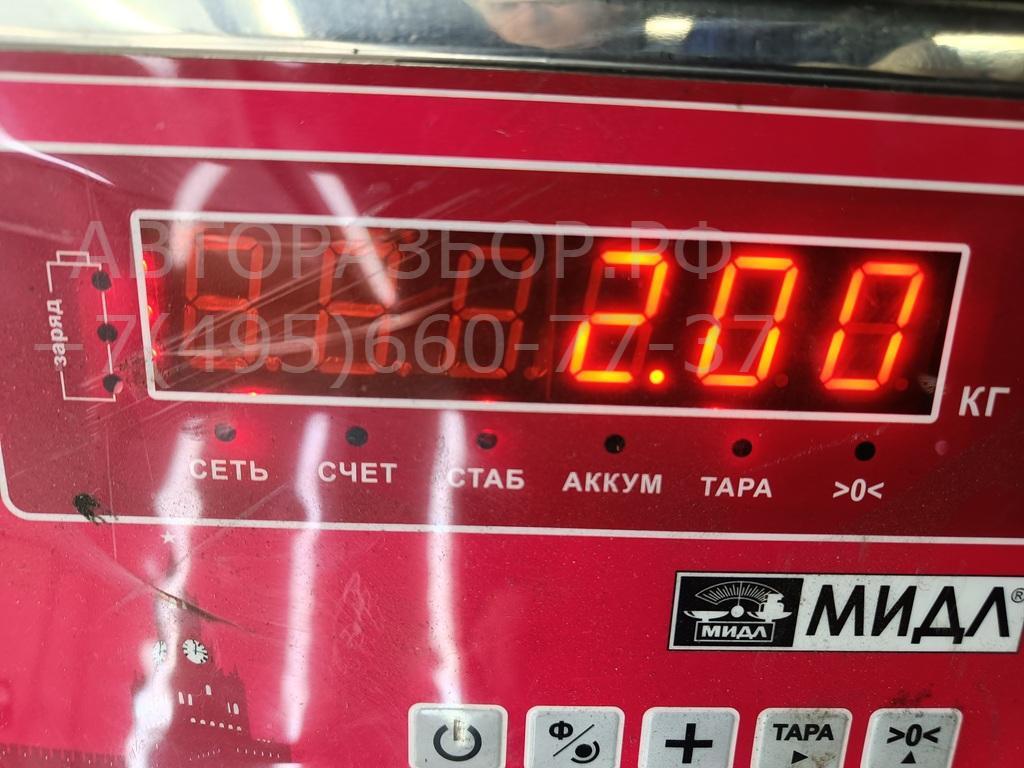 АВТОРАЗБОР.РФ
+7(495)660-77-37
заряд
2.00
КГ
СЕТЬ СЧЕТ СТАБ АККУМ ТАРА >0<
МИДЛ МИДЛ®
Ф ТАРА >0<